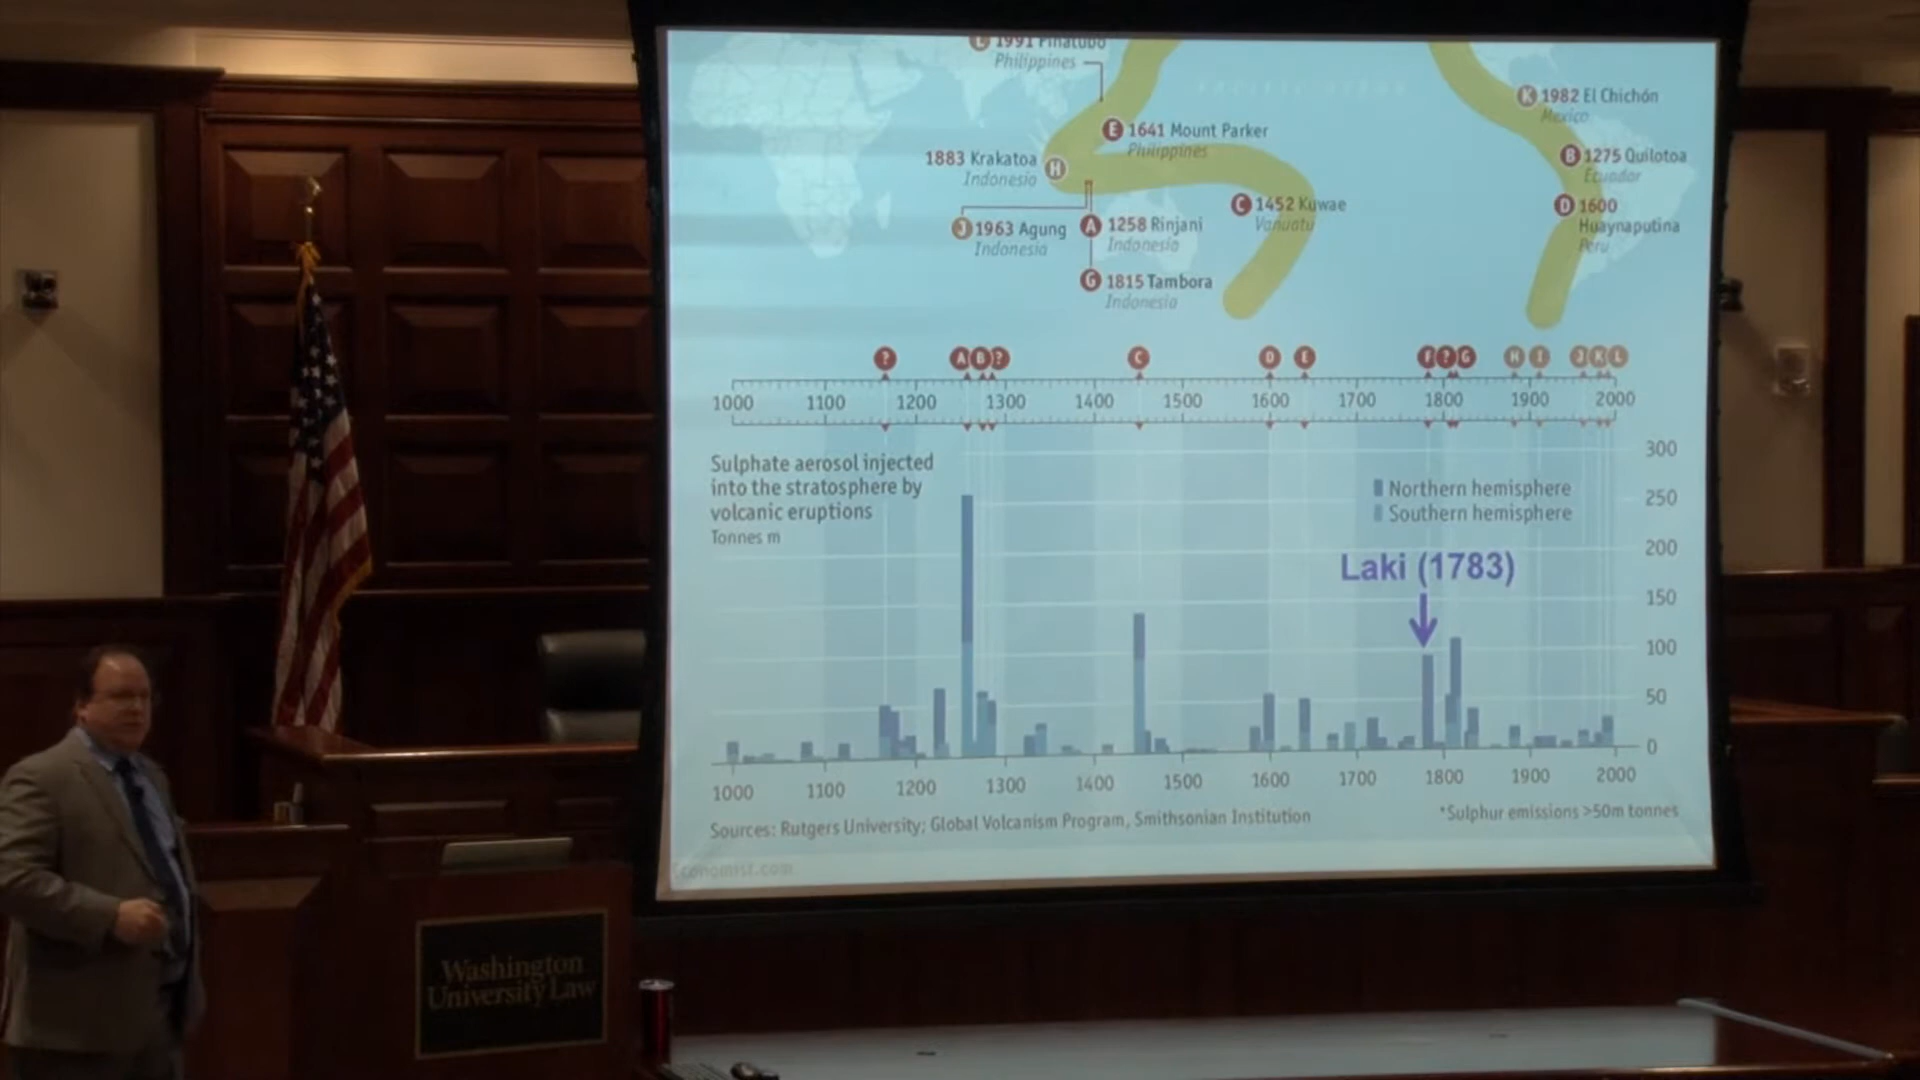 L 1991 Pinatubo
Philippines
K 1982 El Chichón
Mexico
E 1641 Mount Parker
Philippines
1883 Krakatoa H
Indonesia
B 1275 Quilotoa
Ecuador
C 1452 Kuwae
Vanuatu
D 1600
Huaynaputina
Peru
J 1963 Agung
Indonesia
A 1258 Rinjani
Indonesia
G 1815 Tambora
Indonesia
? A B ? C D E F ? G H I J K L
1000 1100 1200 1300 1400 1500 1600 1700 1800 1900 2000
Sulphate aerosol injected
into the stratosphere by
volcanic eruptions
Tonnes m
Northern hemisphere
Southern hemisphere
Laki (1783)
300
250
200
150
100
50
0
1000 1100 1200 1300 1400 1500 1600 1700 1800 1900 2000
Sources: Rutgers University; Global Volcanism Program, Smithsonian Institution
*Sulphur emissions >50m tonnes
Economist.com
Washington
University Law